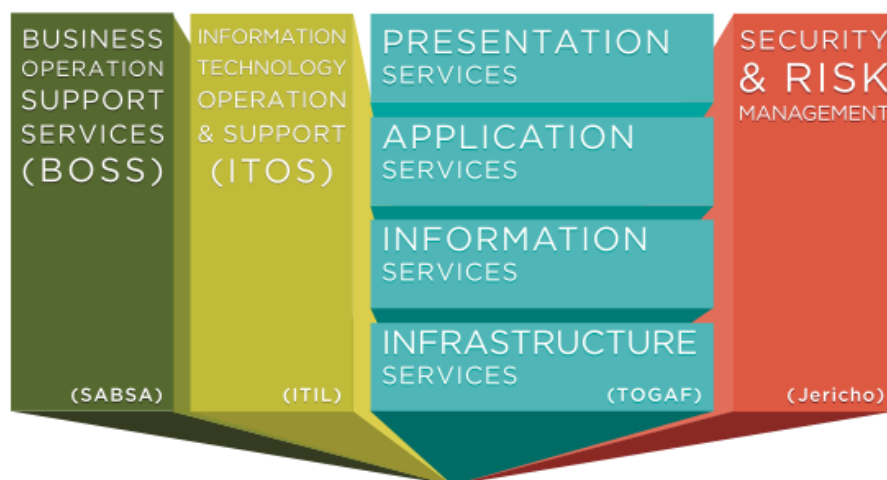 BUSINESS
OPERATION
SUPPORT
SERVICES
(BOSS)
(SABSA)
INFORMATION
TECHNOLOGY
OPERATION
& SUPPORT
(ITOS)
(ITIL)
PRESENTATION
SERVICES
APPLICATION
SERVICES
INFORMATION
SERVICES
INFRASTRUCTURE
SERVICES
(TOGAF)
SECURITY
& RISK
MANAGEMENT
(Jericho)